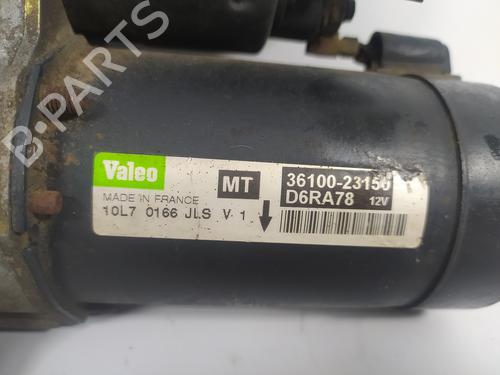 B-PARTS
Valeo
MT
36100-23150
MADE IN FRANCE
D6RA78 12V
10L7 0166 JLS V 1